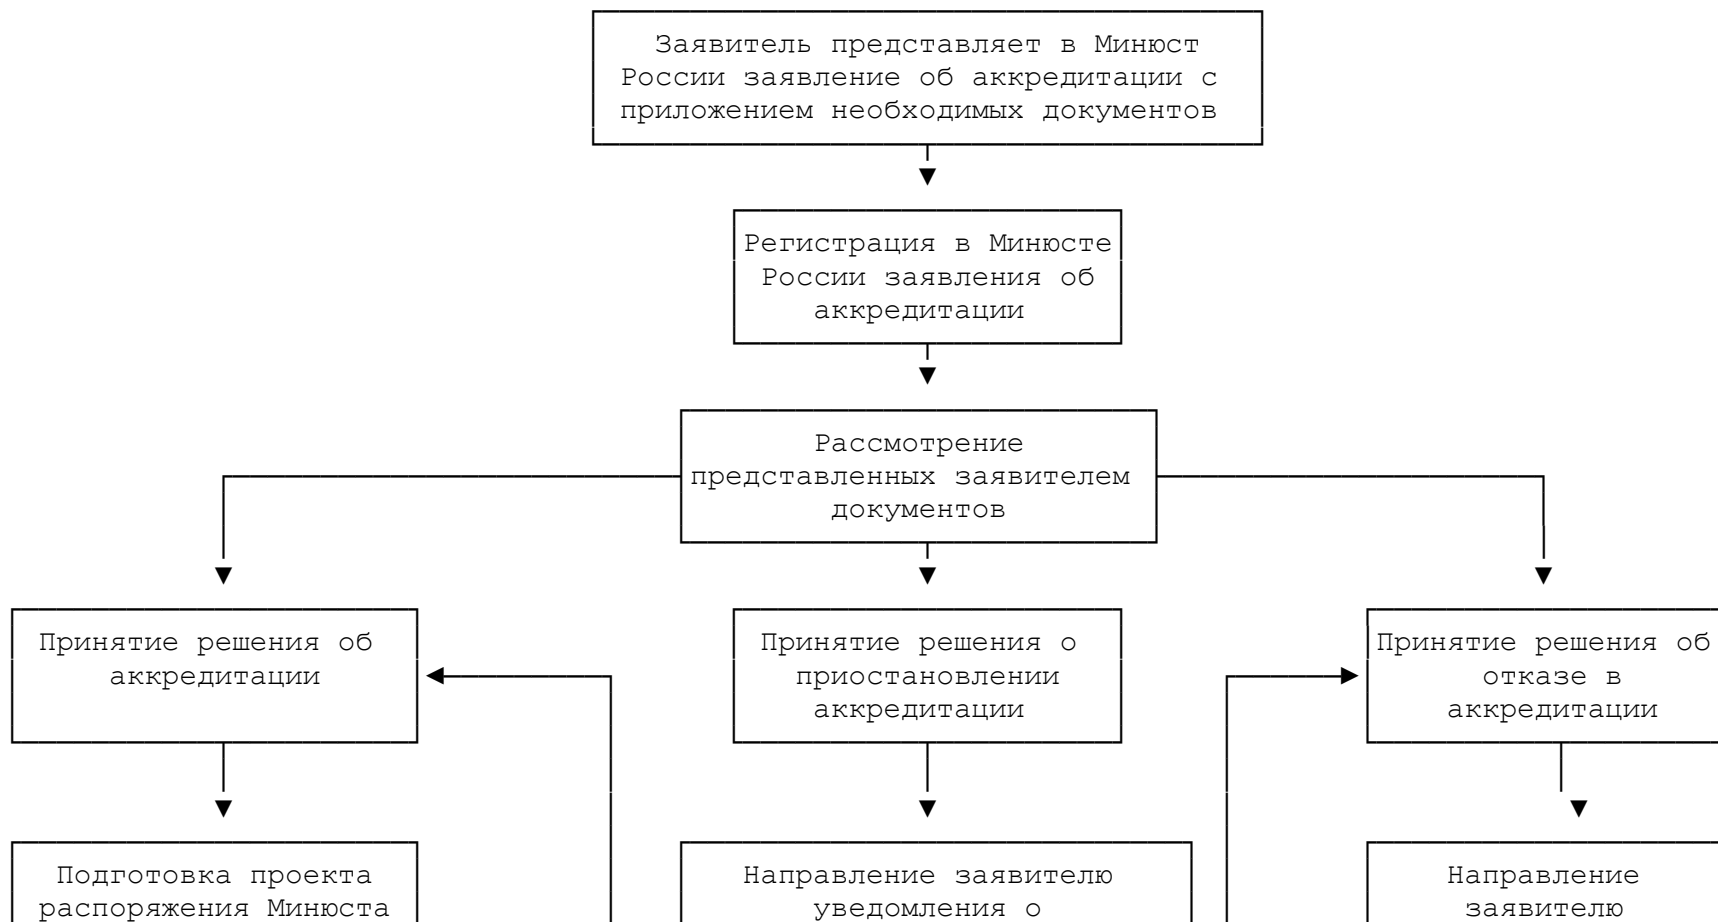 Заявитель представляет в Минюст
России заявление об аккредитации с
приложением необходимых документов
Регистрация в Минюсте
России заявления об
аккредитации
Рассмотрение
представленных заявителем
документов
Принятие решения об
аккредитации
Принятие решения о
приостановлении
аккредитации
Принятие решения об
отказе в
аккредитации
Подготовка проекта
распоряжения Минюста
Направление заявителю
уведомления о
Направление
заявителю